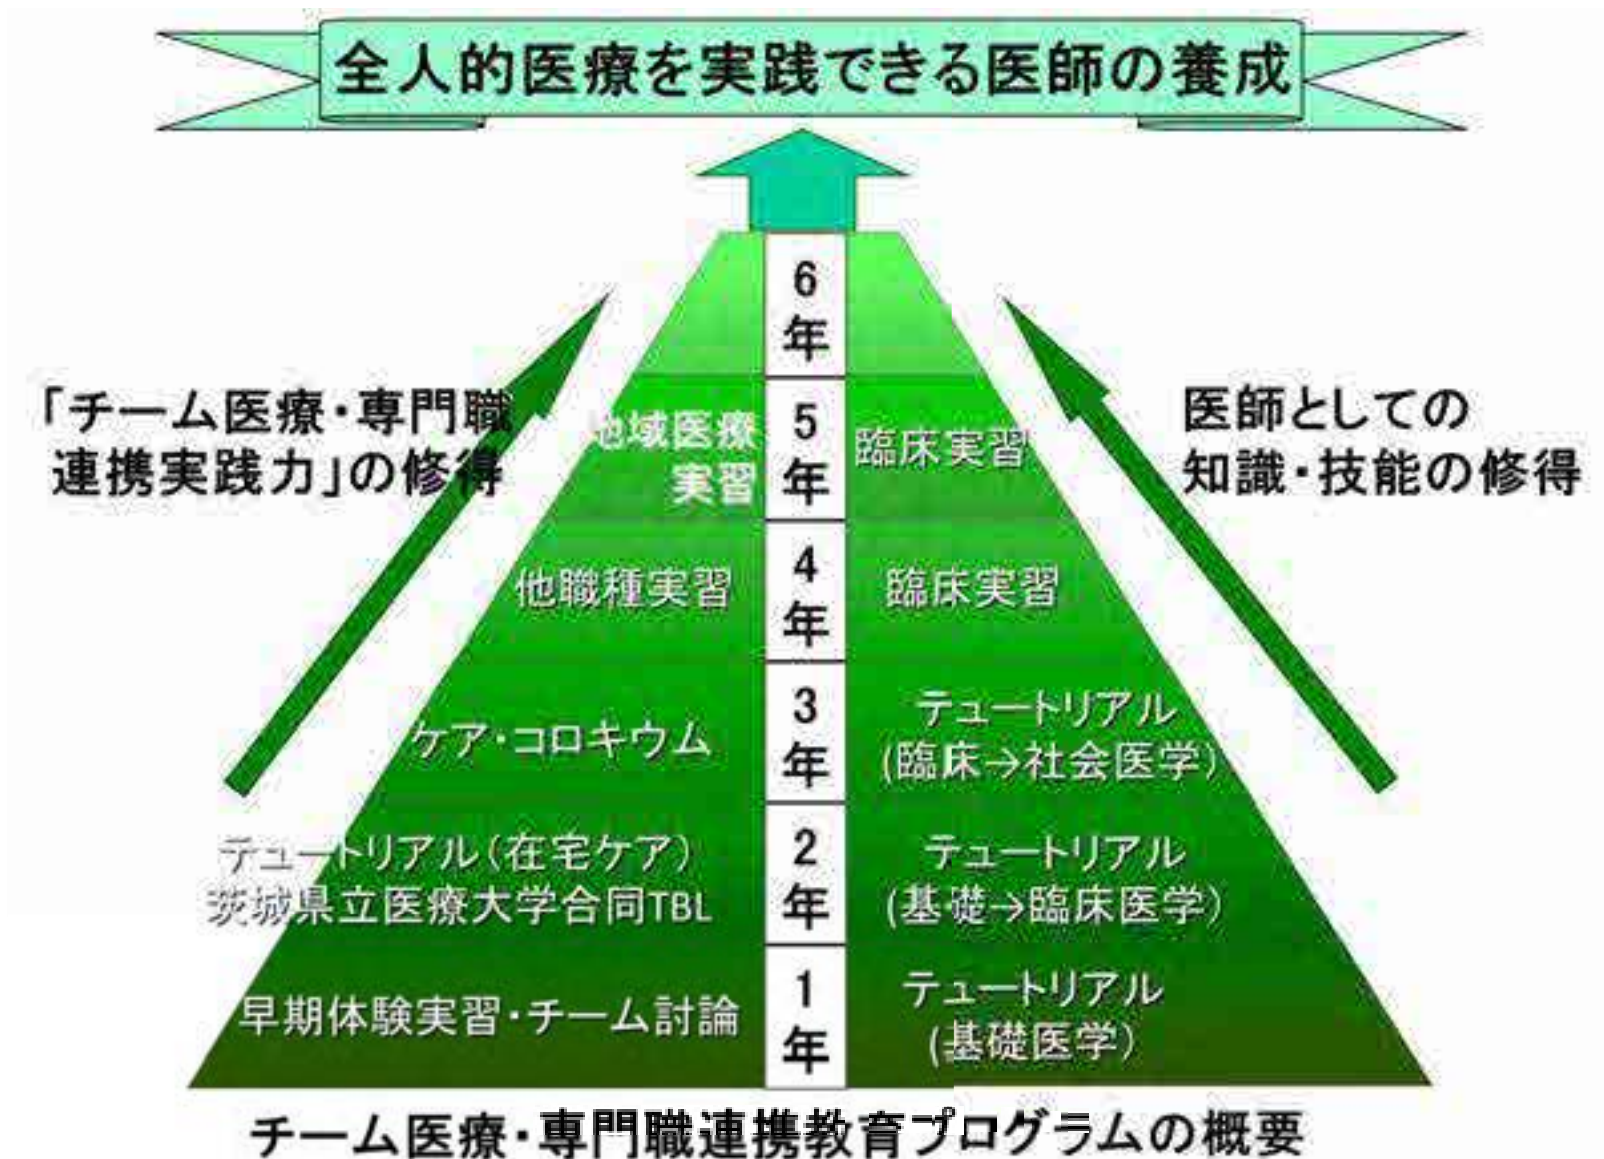 全人的医療を実践できる医師の養成
6
年
「チーム医療・専門職
連携実践力」の修得
地域医療
実習
5
年
臨床実習
医師としての
知識・技能の修得
他職種実習
4
年
臨床実習
ケア・コロキウム
3
年
テュートリアル
(臨床→社会医学)
テュートリアル(在宅ケア)
茨城県立医療大学合同TBL
2
年
テュートリアル
(基礎→臨床医学)
早期体験実習・チーム討論
1
年
テュートリアル
(基礎医学)
チーム医療・専門職連携教育プログラムの概要